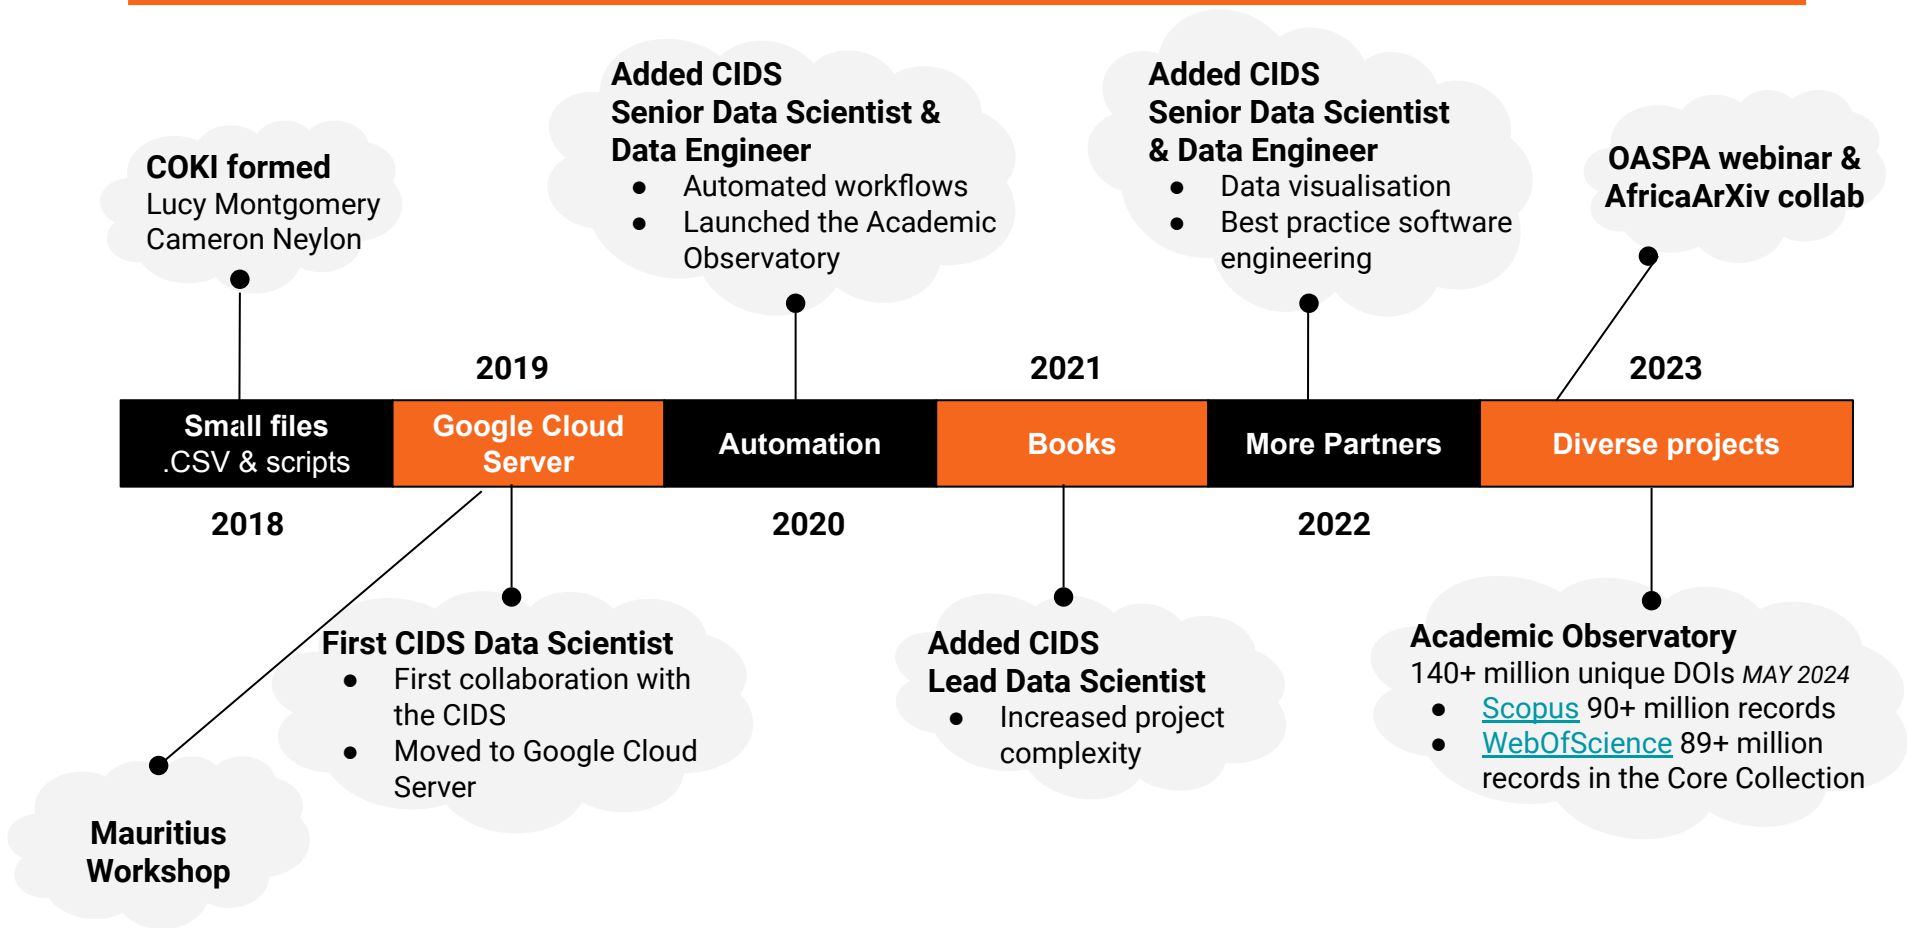 COKI formed
Lucy Montgomery
Cameron Neylon
Added CIDS
Senior Data Scientist &
Data Engineer
● Automated workflows
● Launched the Academic
Observatory
Added CIDS
Senior Data Scientist
& Data Engineer
● Data visualisation
● Best practice software
engineering
OASPA webinar &
AfricaArXiv collab
2019
2021
2023
Small files
.CSV & scripts
Google Cloud
Server
Automation
Books
More Partners
Diverse projects
2018
2020
2022
Mauritius
Workshop
First CIDS Data Scientist
● First collaboration with
the CIDS
● Moved to Google Cloud
Server
Added CIDS
Lead Data Scientist
● Increased project
complexity
Academic Observatory
140+ million unique DOIs MAY 2024
● Scopus 90+ million records
● WebOfScience 89+ million
records in the Core Collection